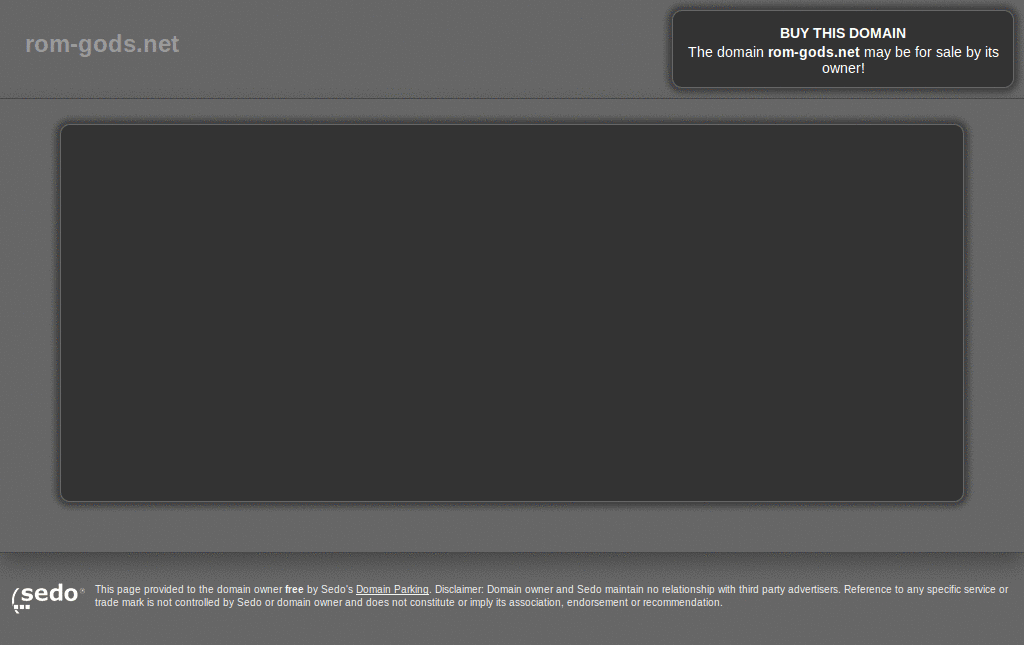 rom-gods.net
BUY THIS DOMAIN
The domain rom-gods.net may be for sale by its
owner!
sedo®
This page provided to the domain owner free by Sedo's Domain Parking. Disclaimer: Domain owner and Sedo maintain no relationship with third party advertisers. Reference to any specific service or
trade mark is not controlled by Sedo or domain owner and does not constitute or imply its association, endorsement or recommendation.